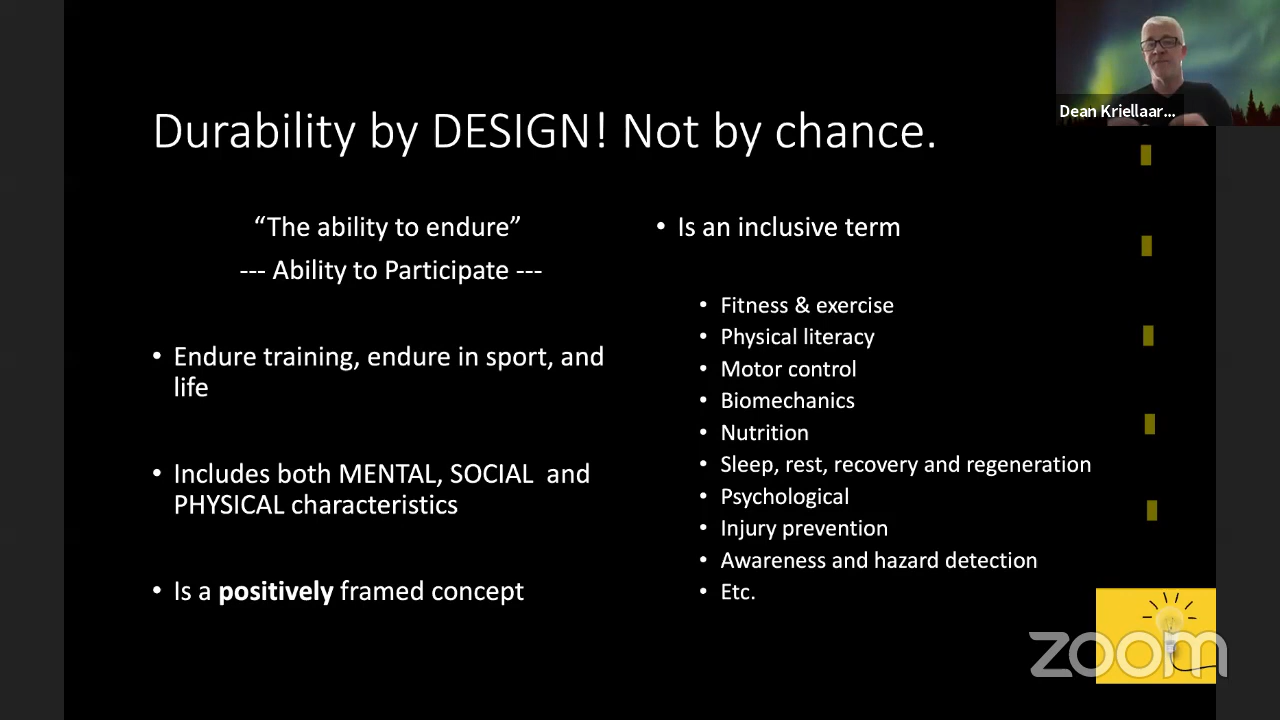 Dean Kriellaar...
Durability by DESIGN! Not by chance.
“The ability to endure”
--- Ability to Participate ---
• Endure training, endure in sport, and
life
• Includes both MENTAL, SOCIAL  and
PHYSICAL characteristics
• Is a positively framed concept
• Is an inclusive term
• Fitness & exercise
• Physical literacy
• Motor control
• Biomechanics
• Nutrition
• Sleep, rest, recovery and regeneration
• Psychological
• Injury prevention
• Awareness and hazard detection
• Etc.
zoom